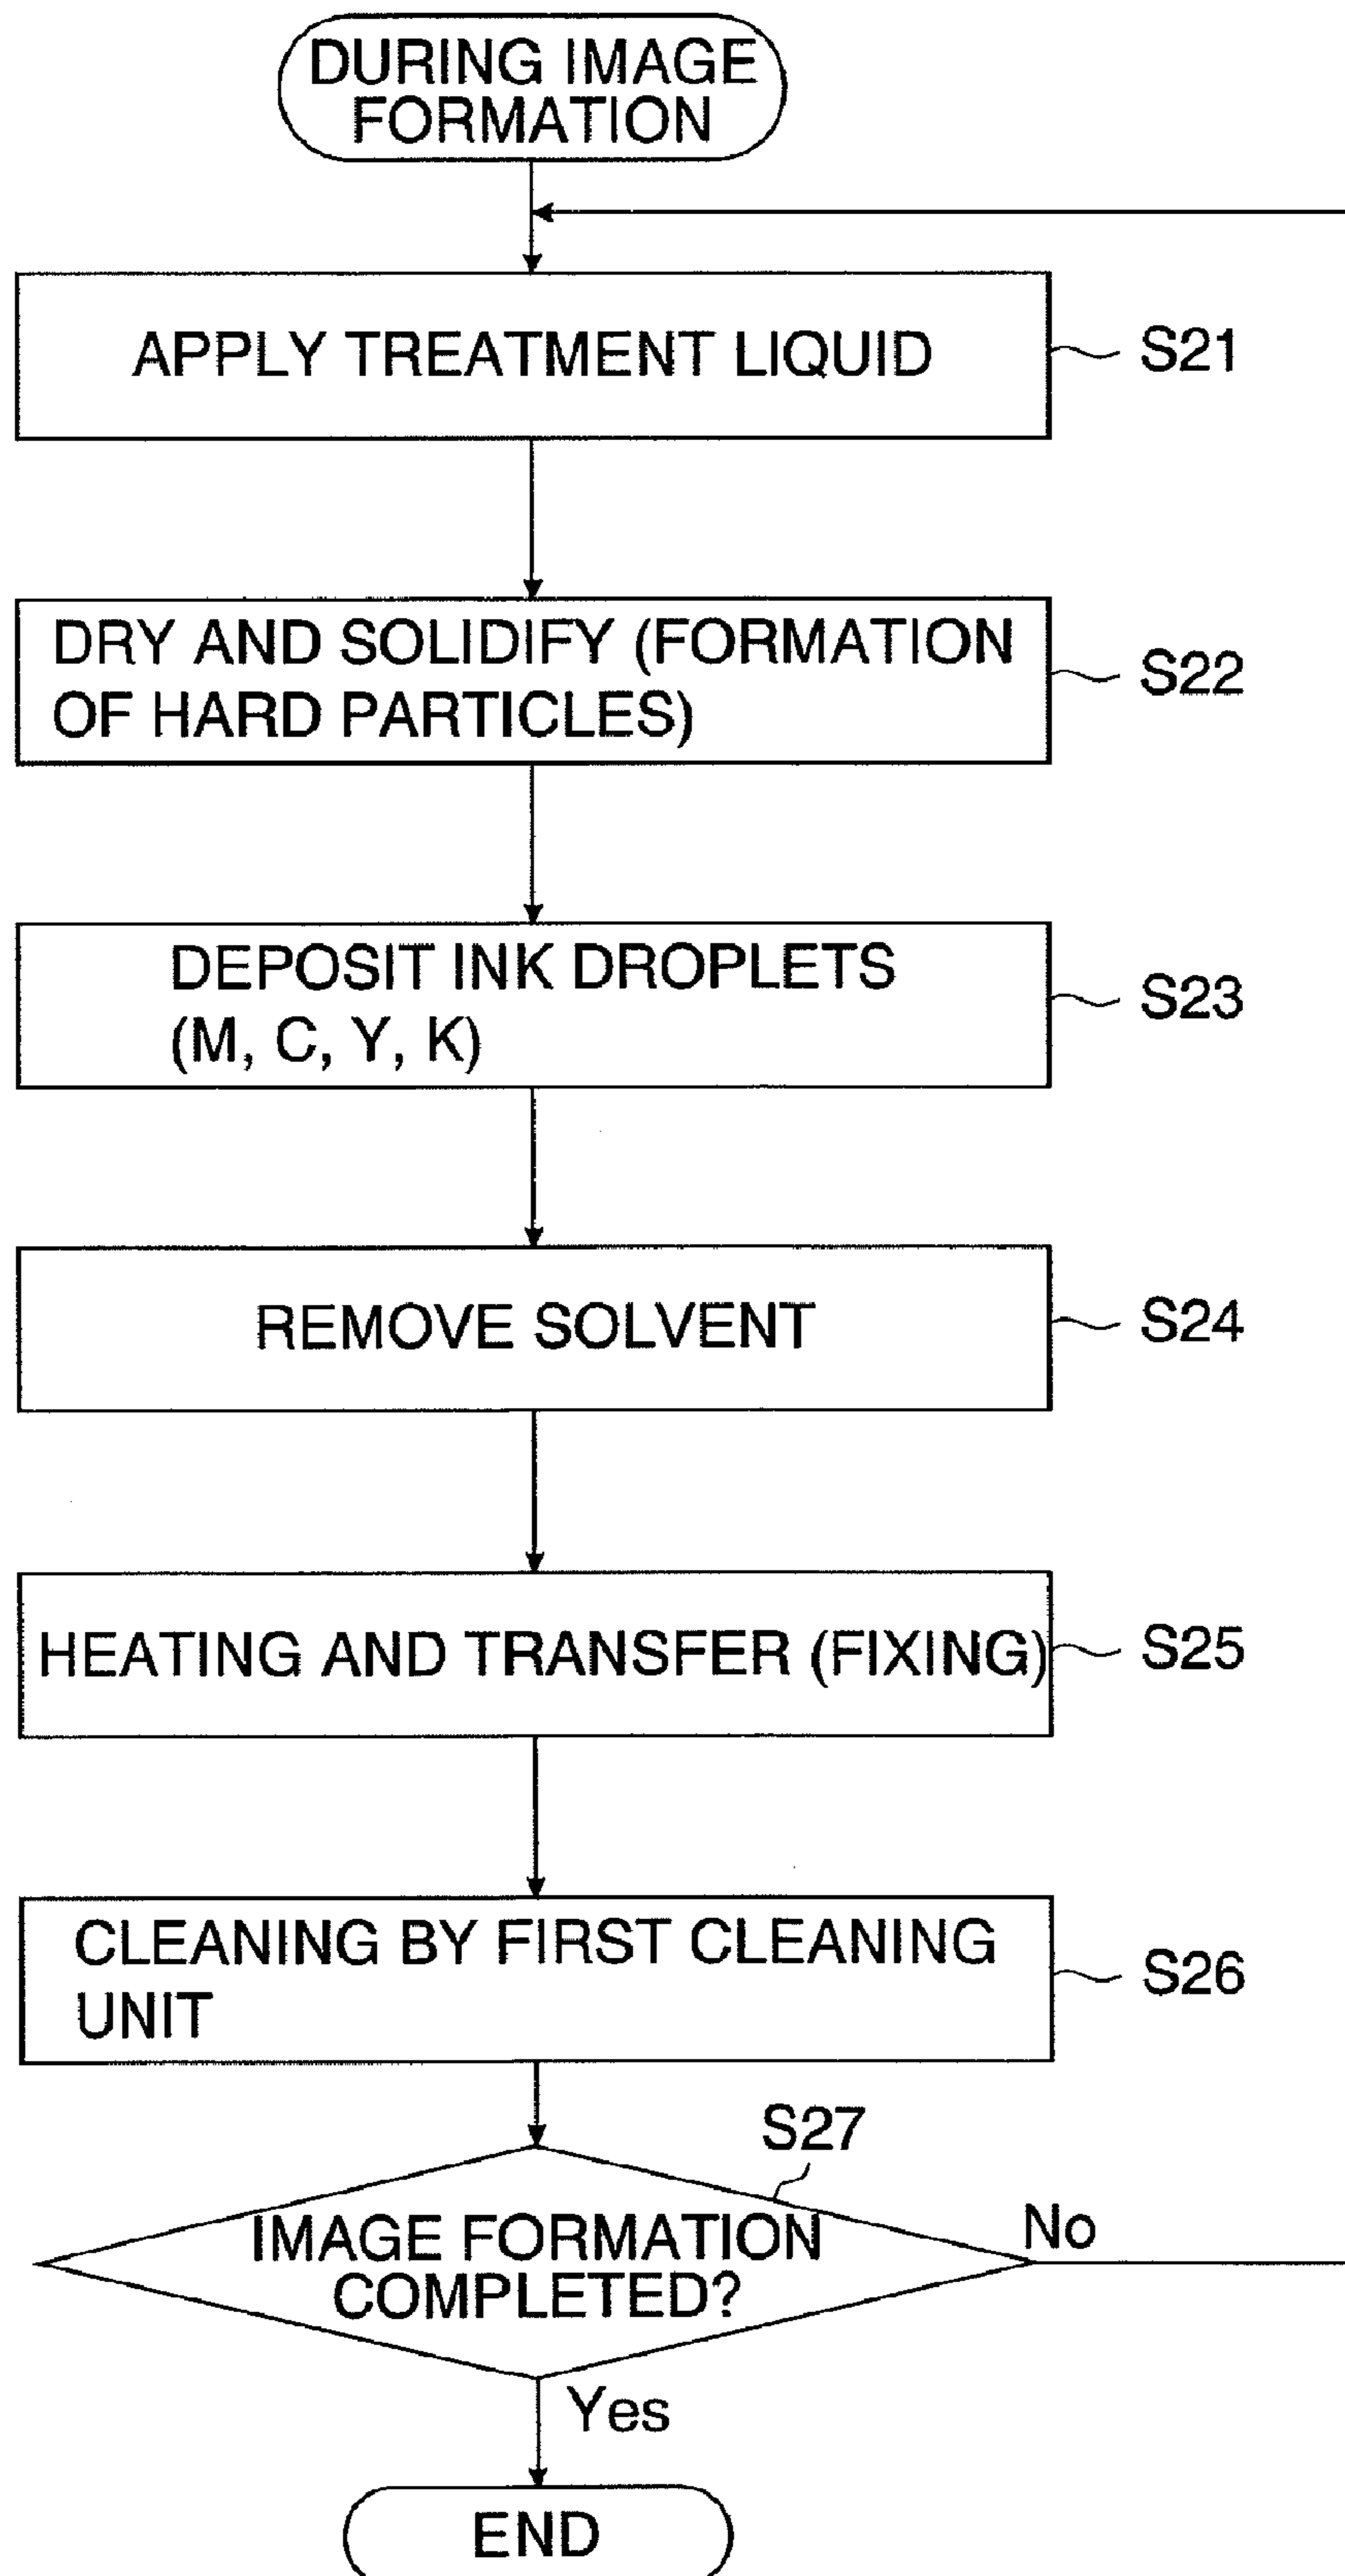 DURING IMAGE
FORMATION
APPLY TREATMENT LIQUID
S21
DRY AND SOLIDIFY (FORMATION
OF HARD PARTICLES)
S22
DEPOSIT INK DROPLETS
(M, C, Y, K)
S23
REMOVE SOLVENT
S24
HEATING AND TRANSFER (FIXING)
S25
CLEANING BY FIRST CLEANING
UNIT
S26
S27
IMAGE FORMATION
COMPLETED?
No
Yes
END